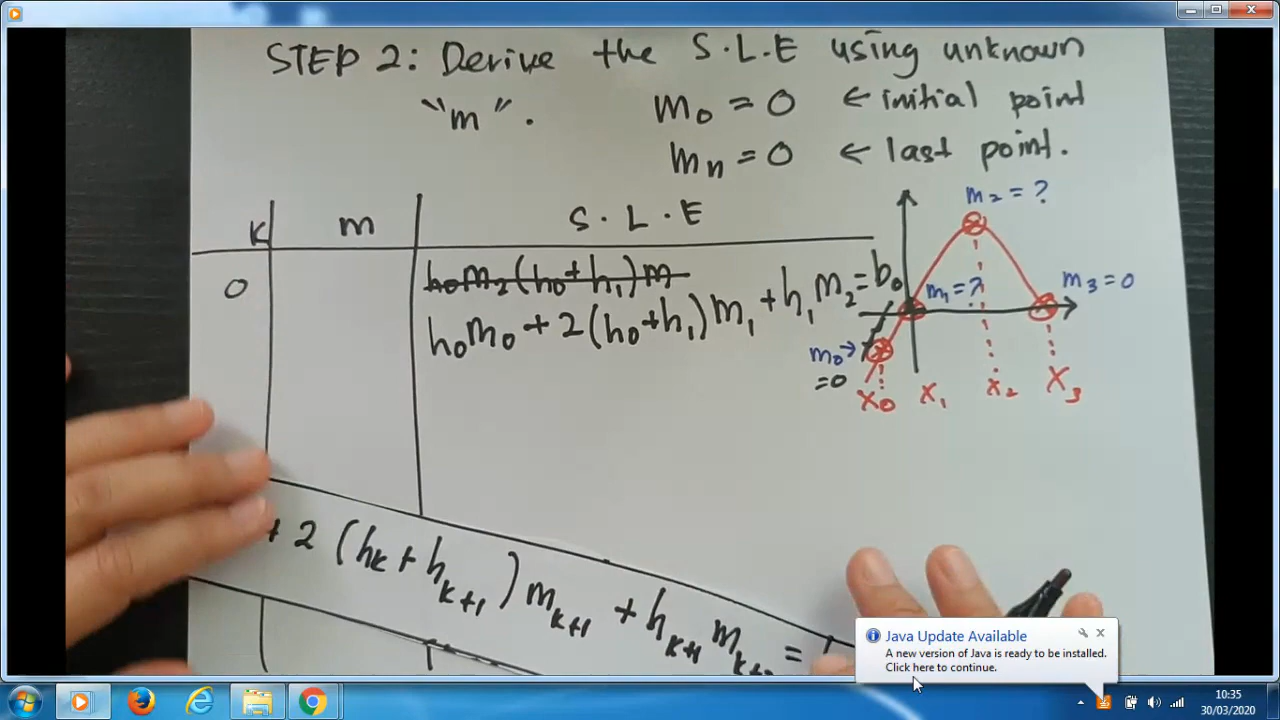 STEP 2: Derive the S.L.E using unknown
"m".
m₀ = 0 ← initial point
mₙ = 0 ← last point.
K m S.L.E
0
h₀m₂(h₀+h₁)m
h₀m₀ + 2(h₀+h₁)m₁ + h₁m₂ = b₀
m₂ = ?
m₁ = ?
m₃ = 0
m₀ →
= 0
x₀ x₁ x₂ x₃
+ 2 (hₖ + hₖ₊₁) mₖ₊₁ + hₖ₊₁ mₖ₊ =
Java Update Available
A new version of Java is ready to be installed.
Click here to continue.
10:35
30/03/2020